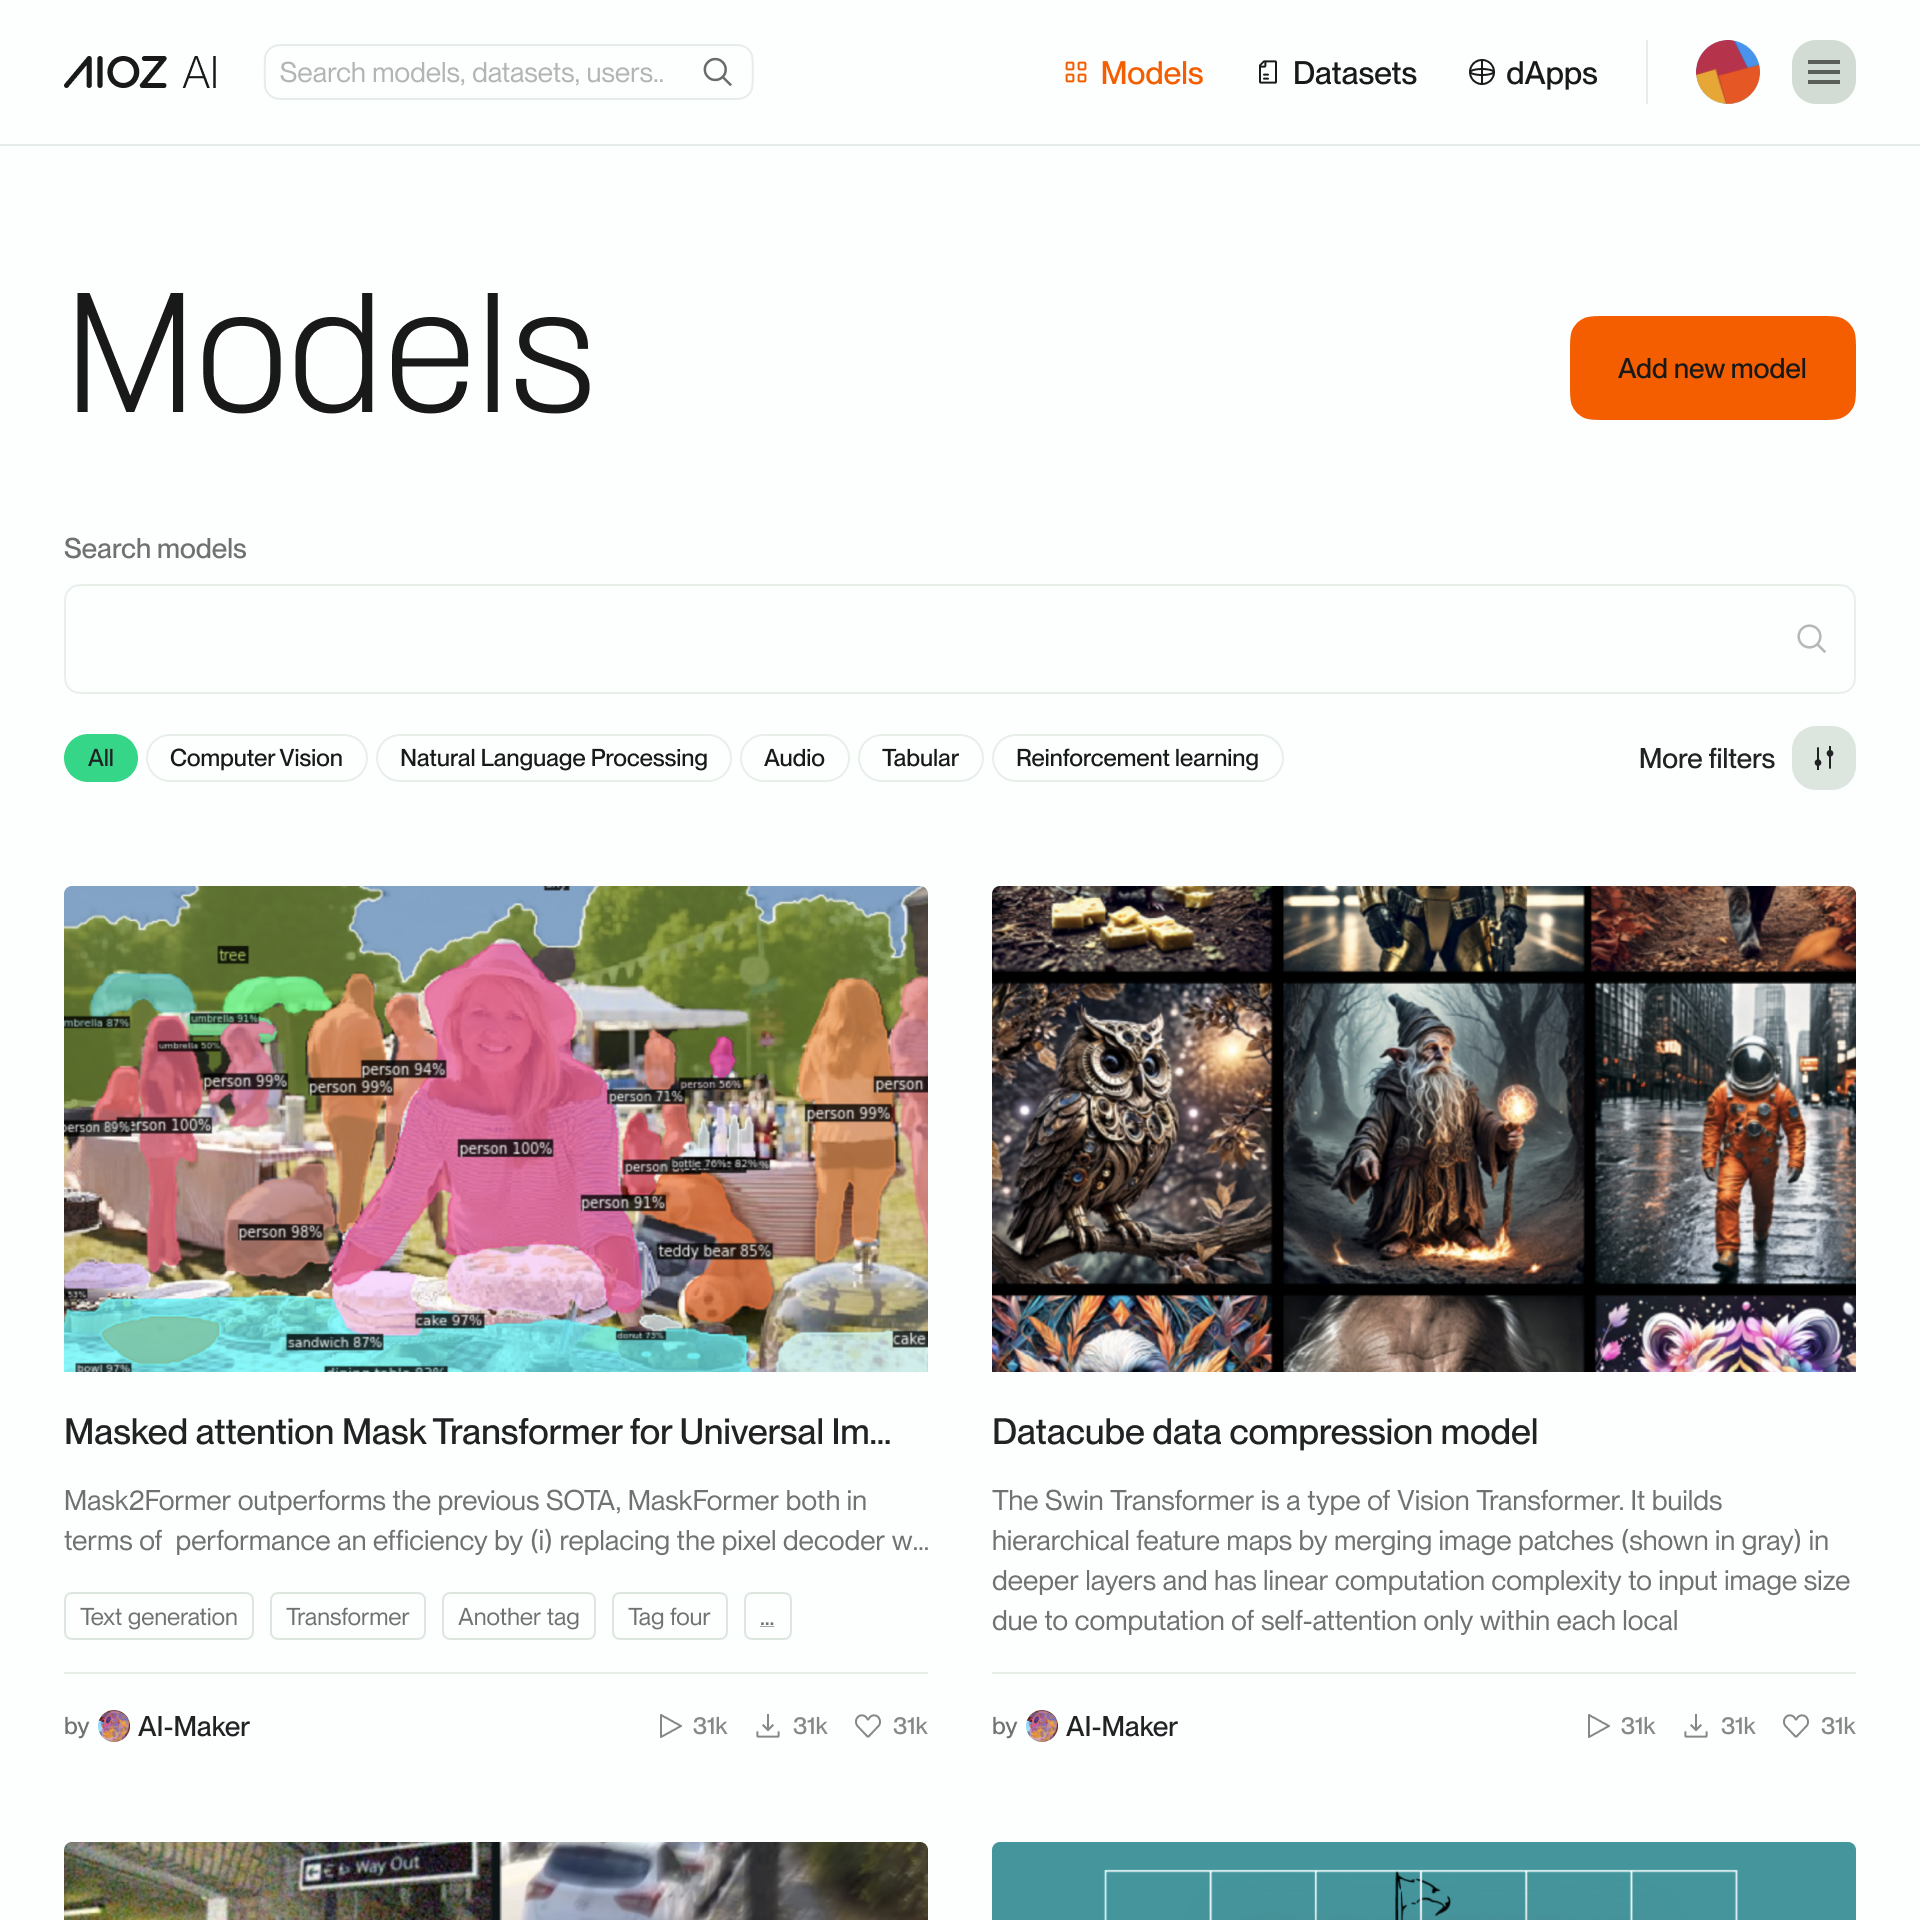 AIOZ AI
Search models, datasets, users..
Models
Datasets
dApps
Models
Add new model
Search models
All
Computer Vision
Natural Language Processing
Audio
Tabular
Reinforcement learning
More filters
tree
mbrella 87%
umbrella 91%
umbrella 50%
person 99%
person 94%
person 99%
person 56%
person
person 71%
person 99%
erson 89%
erson 100%
person 100%
person
bottle 76%
82%
person 91%
person 98%
teddy bear 85%
53%
cake 97%
sandwich 87%
donut 73%
cake
bowl 97%
Masked attention Mask Transformer for Universal Im...
Mask2Former outperforms the previous SOTA, MaskFormer both in
terms of  performance an efficiency by (i) replacing the pixel decoder w...
Text generation
Transformer
Another tag
Tag four
...
by AI-Maker
31k
31k
31k
Datacube data compression model
The Swin Transformer is a type of Vision Transformer. It builds
hierarchical feature maps by merging image patches (shown in gray) in
deeper layers and has linear computation complexity to input image size
due to computation of self-attention only within each local
by AI-Maker
31k
31k
31k
Way Out